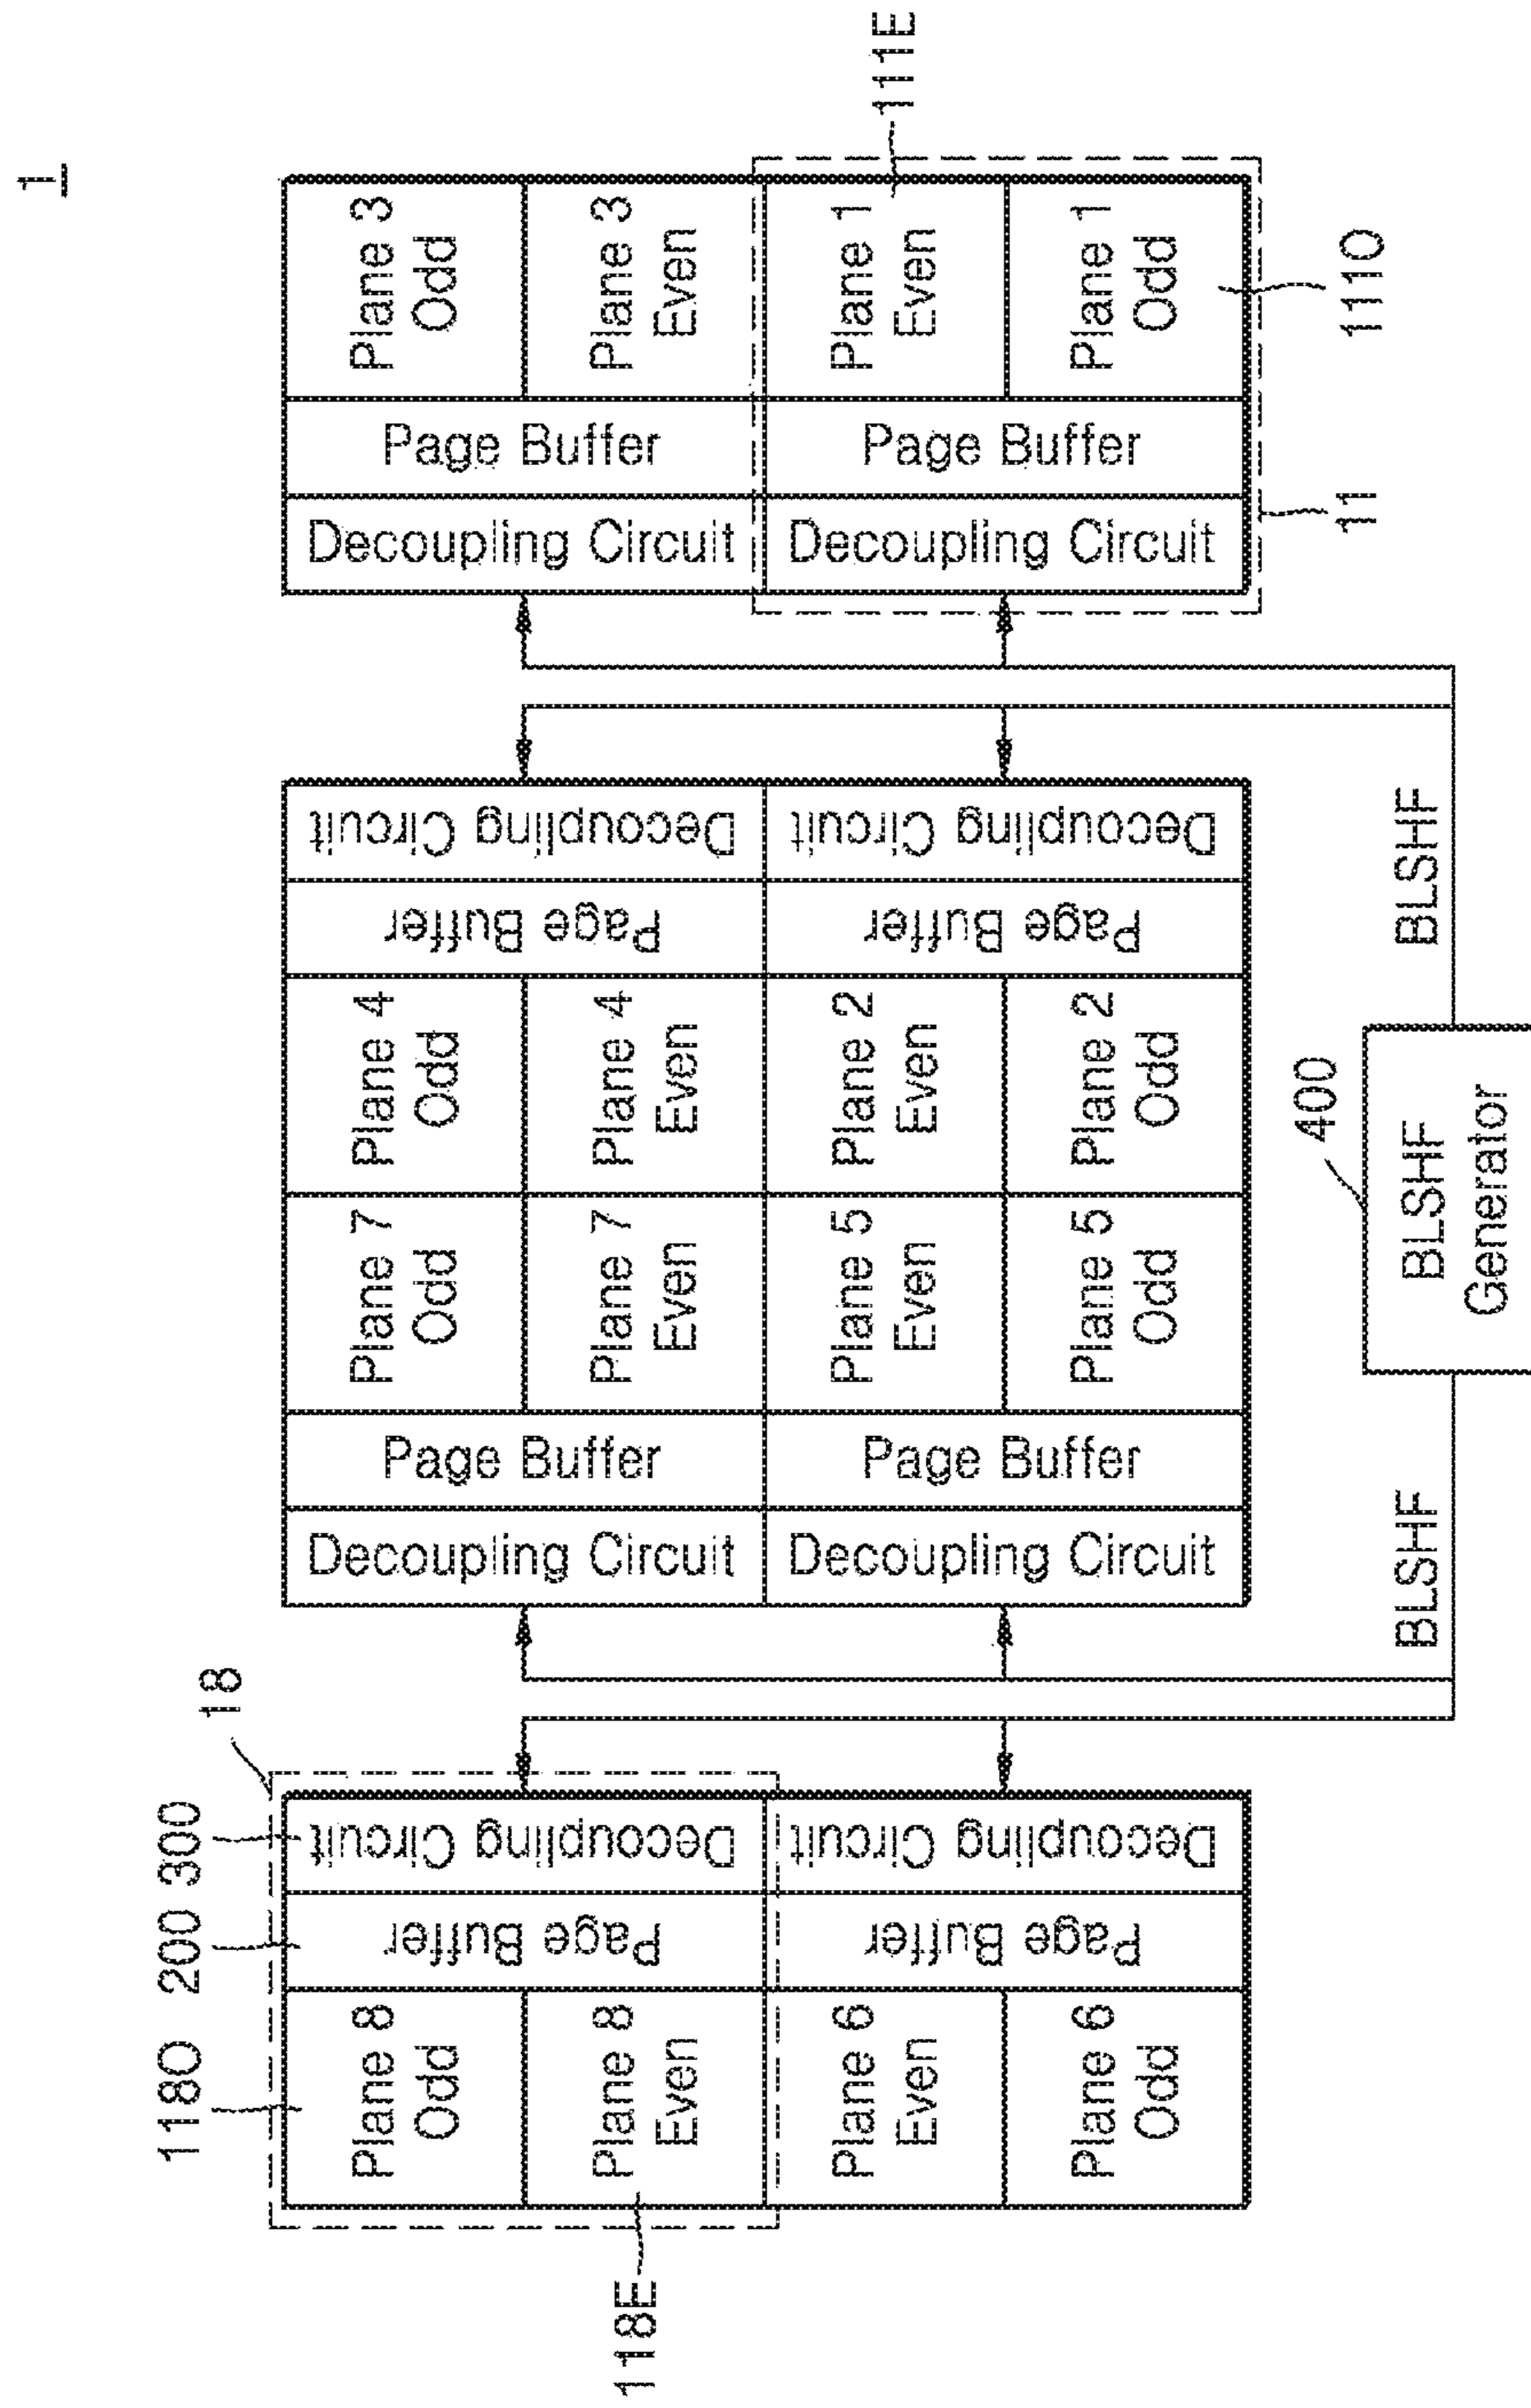 1
118O
200
300
18
Plane 8
Odd
Page Buffer
Decoupling Circuit
Decoupling Circuit
Page Buffer
Plane 7
Odd
Plane 4
Odd
Page Buffer
Decoupling Circuit
Decoupling Circuit
Page Buffer
Plane 3
Odd
118E
Plane 8
Even
Plane 7
Even
Plane 4
Even
Plane 3
Even
Plane 6
Even
Page Buffer
Decoupling Circuit
Decoupling Circuit
Page Buffer
Plane 5
Even
Plane 2
Even
Page Buffer
Decoupling Circuit
Decoupling Circuit
Page Buffer
Plane 1
Even
111E
Plane 6
Odd
Plane 5
Odd
Plane 2
Odd
Plane 1
Odd
400
11
111O
BLSHF
BLSHF
Generator
BLSHF